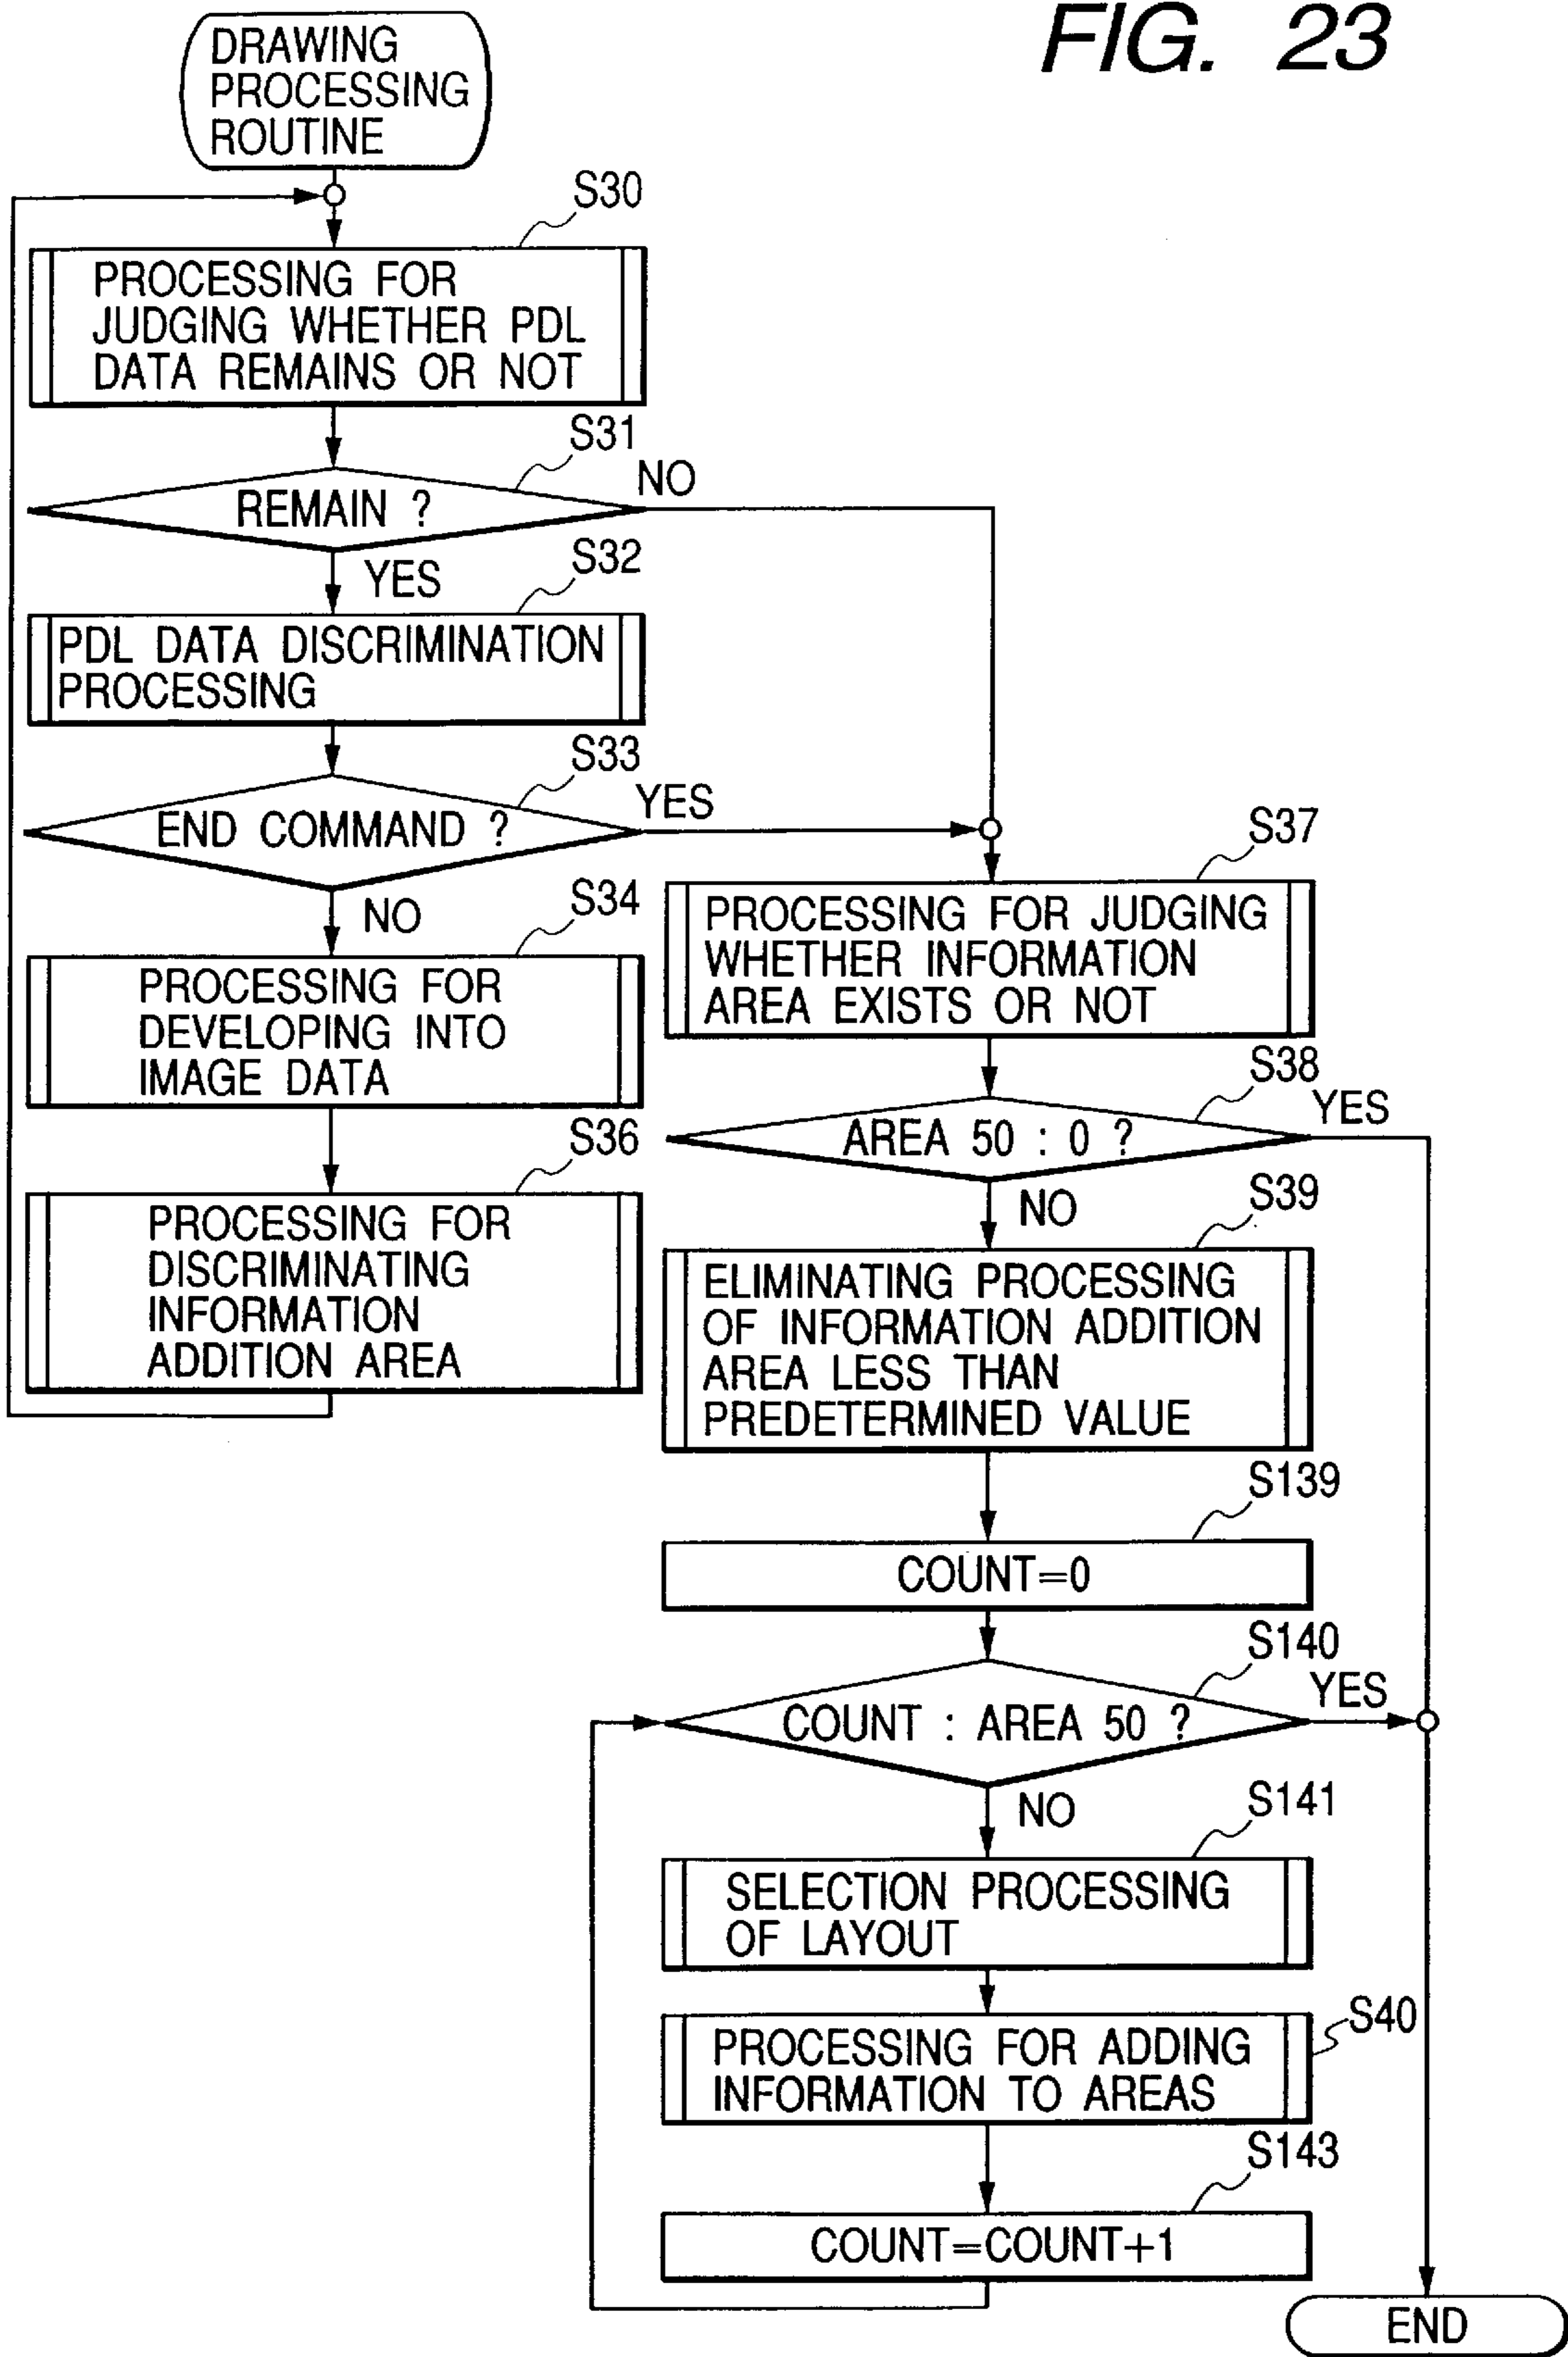 FIG. 23
DRAWING
PROCESSING
ROUTINE
S30
PROCESSING FOR
JUDGING WHETHER PDL
DATA REMAINS OR NOT
S31
REMAIN ?
NO
YES
S32
PDL DATA DISCRIMINATION
PROCESSING
S33
END COMMAND ?
YES
NO
S34
PROCESSING FOR
DEVELOPING INTO
IMAGE DATA
S36
PROCESSING FOR
DISCRIMINATING
INFORMATION
ADDITION AREA
S37
PROCESSING FOR JUDGING
WHETHER INFORMATION
AREA EXISTS OR NOT
S38
AREA 50 : 0 ?
YES
NO
S39
ELIMINATING PROCESSING
OF INFORMATION ADDITION
AREA LESS THAN
PREDETERMINED VALUE
S139
COUNT=0
S140
COUNT : AREA 50 ?
YES
NO
S141
SELECTION PROCESSING
OF LAYOUT
S40
PROCESSING FOR ADDING
INFORMATION TO AREAS
S143
COUNT=COUNT+1
END